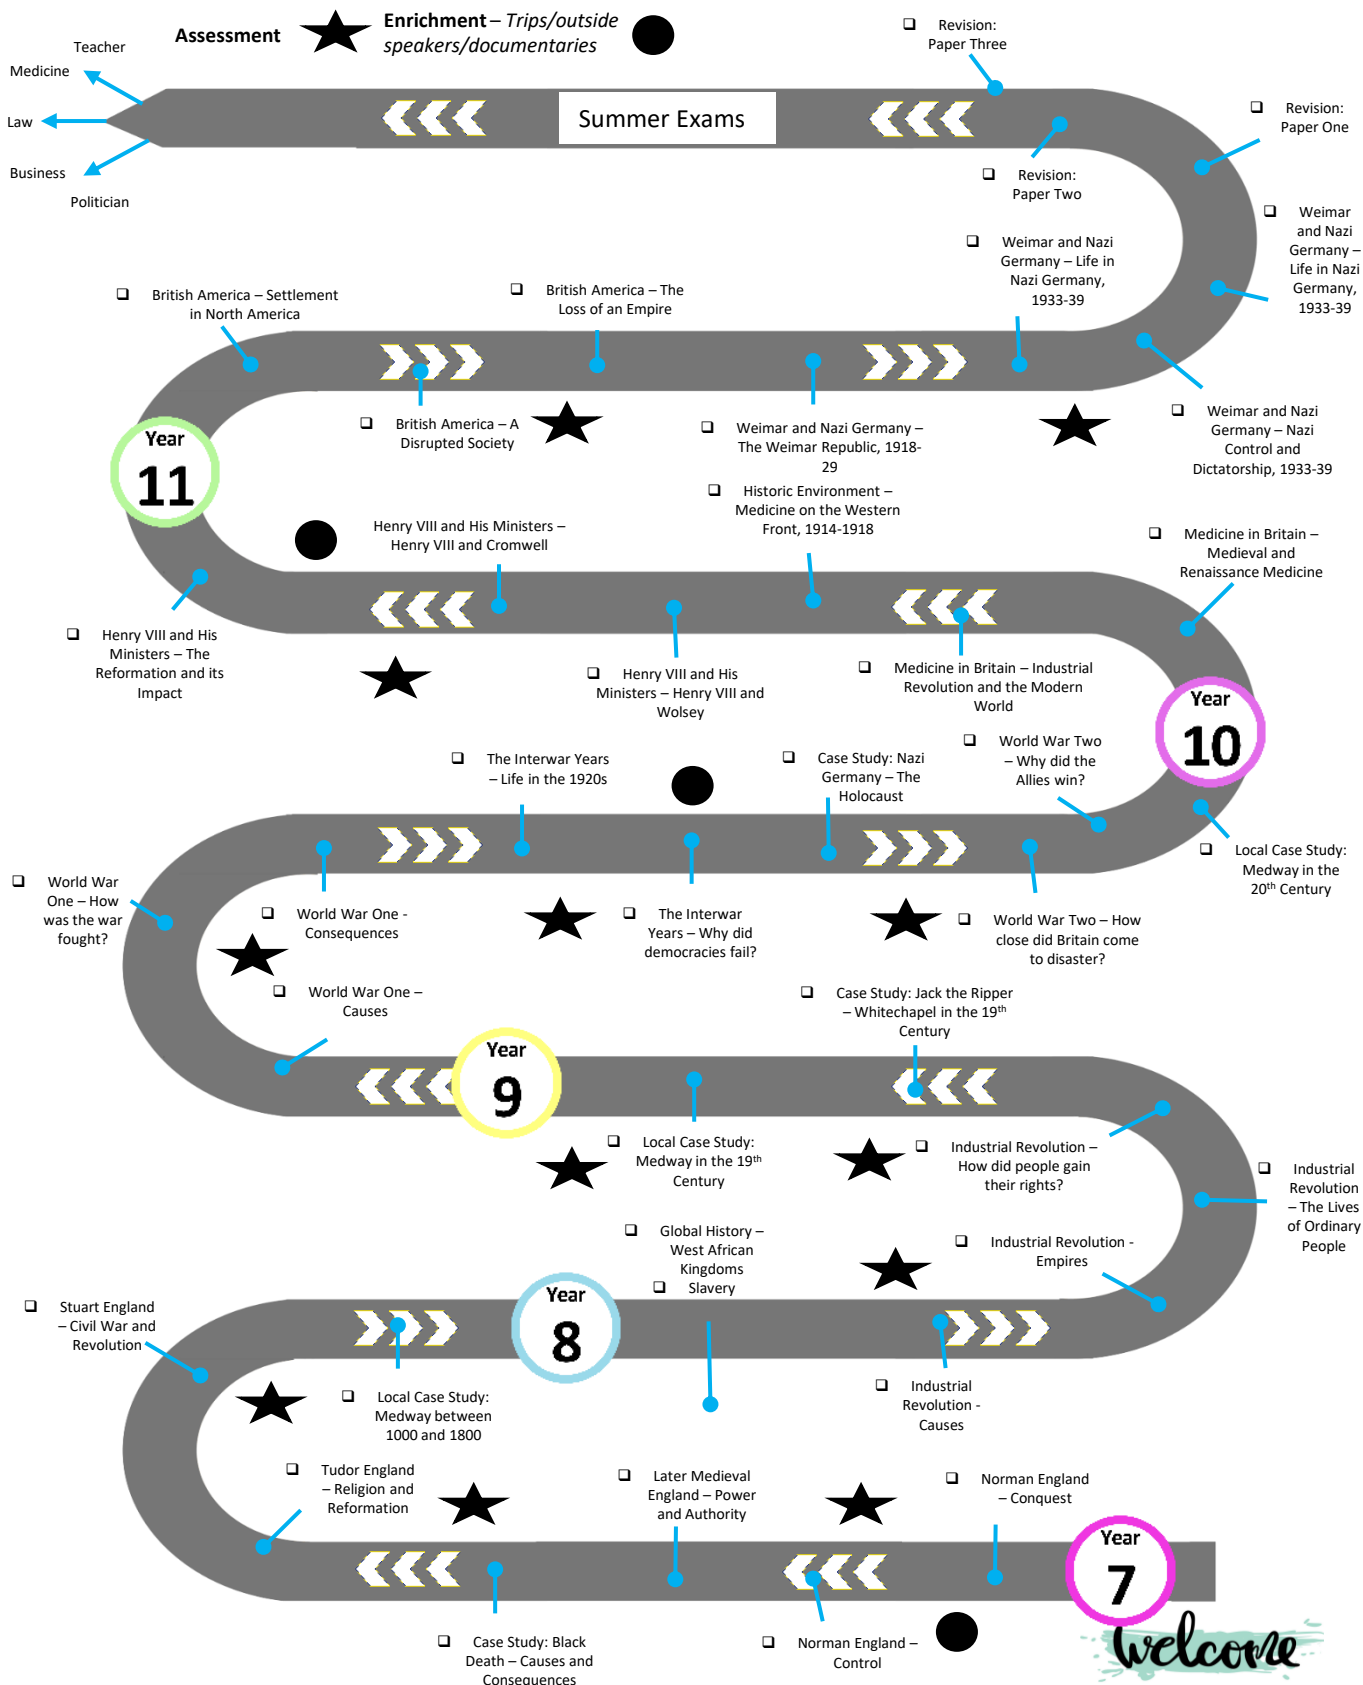 Assessment
Enrichment – Trips/outside
speakers/documentaries
Revision:
Paper Three
Teacher
Medicine
Law
Business
Politician
Summer Exams
Revision:
Paper One
Revision:
Paper Two
Weimar
and Nazi
Germany –
Life in Nazi
Germany,
1933-39
Weimar and Nazi
Germany – Life in
Nazi Germany,
1933-39
British America – Settlement
in North America
British America – The
Loss of an Empire
British America – A
Disrupted Society
Weimar and Nazi Germany –
The Weimar Republic, 1918-
29
Weimar and Nazi
Germany – Nazi
Control and
Dictatorship, 1933-39
Year
11
Historic Environment –
Medicine on the Western
Front, 1914-1918
Henry VIII and His Ministers –
Henry VIII and Cromwell
Medicine in Britain –
Medieval and
Renaissance Medicine
Henry VIII and His
Ministers – The
Reformation and its
Impact
Henry VIII and His
Ministers – Henry VIII and
Wolsey
Medicine in Britain – Industrial
Revolution and the Modern
World
Year
10
The Interwar Years
– Life in the 1920s
Case Study: Nazi
Germany – The
Holocaust
World War Two
– Why did the
Allies win?
Local Case Study:
Medway in the
20th Century
World War
One – How
was the war
fought?
World War One -
Consequences
The Interwar
Years – Why did
democracies fail?
World War Two – How
close did Britain come
to disaster?
World War One –
Causes
Case Study: Jack the Ripper
– Whitechapel in the 19th
Century
Year
9
Local Case Study:
Medway in the 19th
Century
Industrial Revolution –
How did people gain
their rights?
Industrial
Revolution
– The Lives
of Ordinary
People
Global History –
West African
Kingdoms
Slavery
Industrial Revolution -
Empires
Year
8
Stuart England
– Civil War and
Revolution
Local Case Study:
Medway between
1000 and 1800
Industrial
Revolution -
Causes
Tudor England
– Religion and
Reformation
Later Medieval
England – Power
and Authority
Norman England
– Conquest
Year
7
Case Study: Black
Death – Causes and
Consequences
Norman England –
Control
welcome